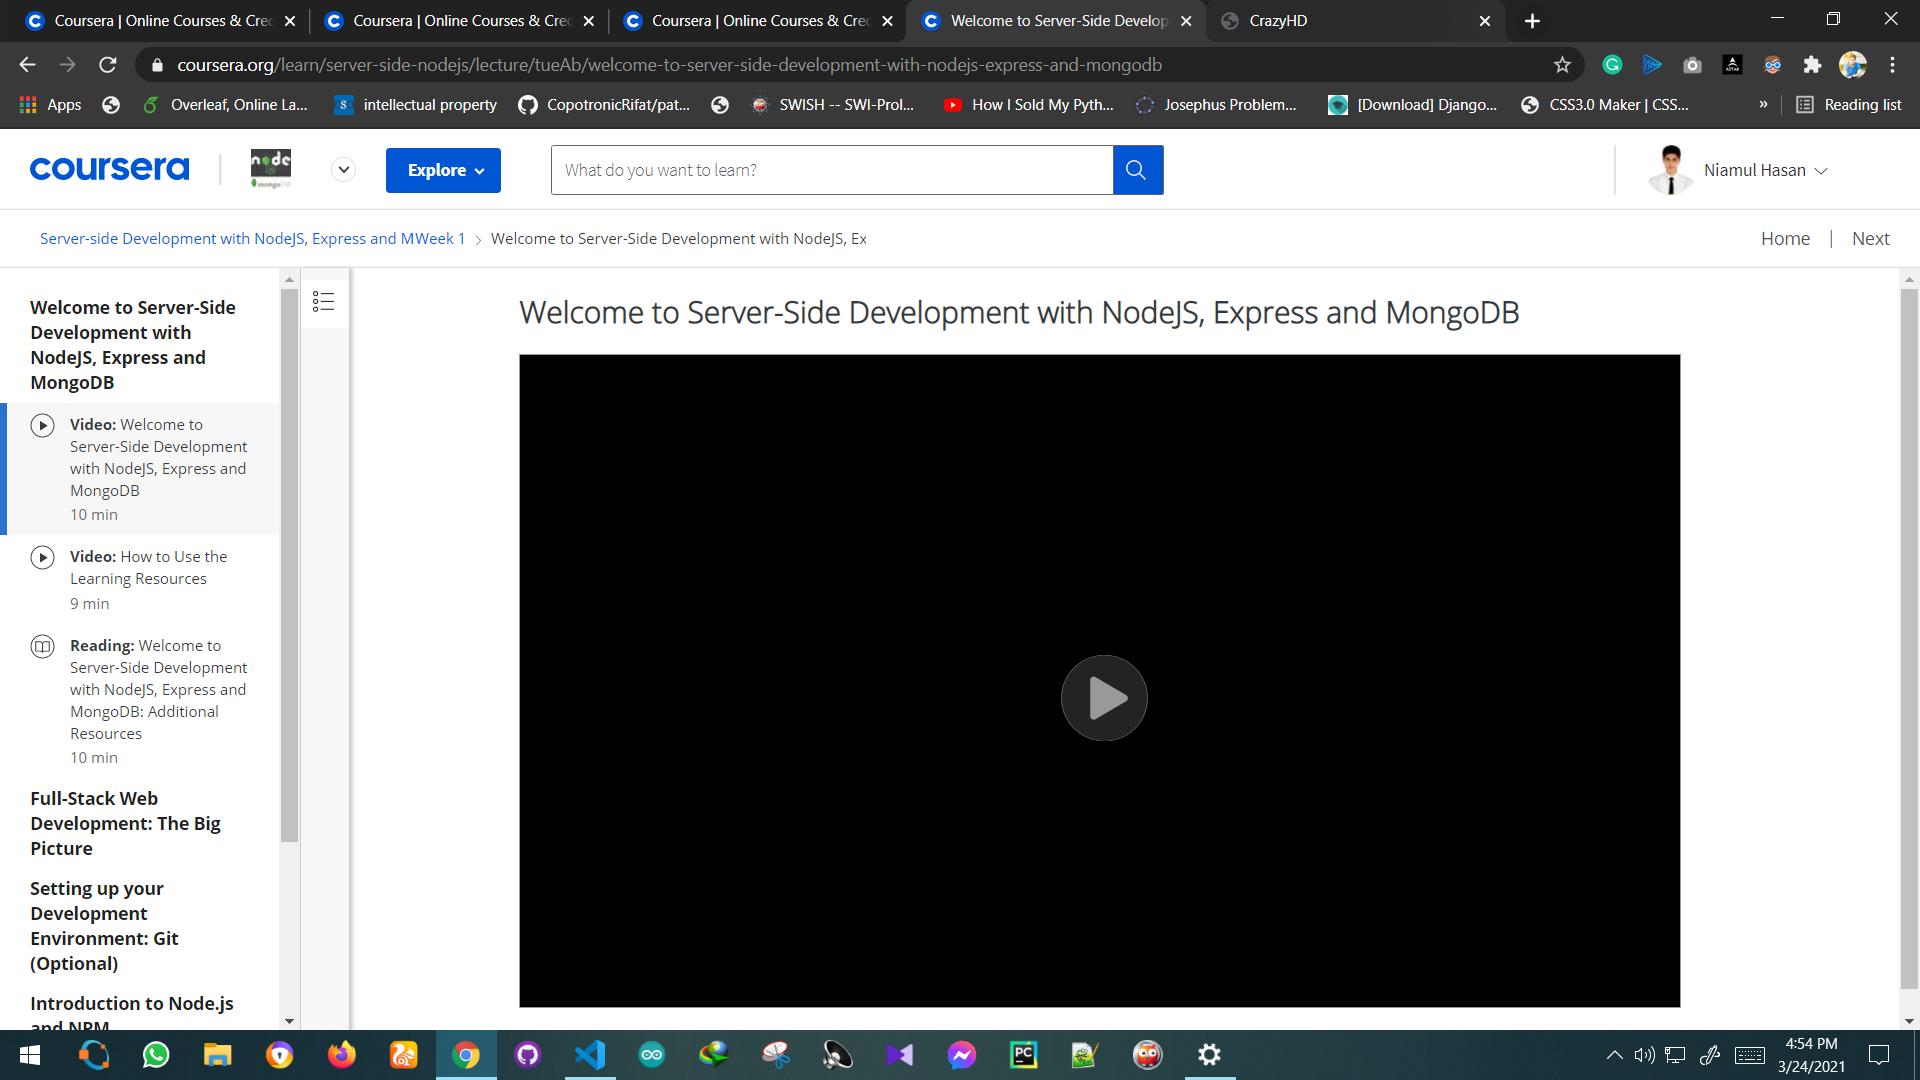 Coursera | Online Courses & Crec
Coursera | Online Courses & Crec
Coursera | Online Courses & Crec
Welcome to Server-Side Develop
CrazyHD
coursera.org/learn/server-side-nodejs/lecture/tueAb/welcome-to-server-side-development-with-nodejs-express-and-mongodb
Apps
Overleaf, Online La...
intellectual property
CopotronicRifat/pat...
SWISH -- SWI-Prol...
How I Sold My Pyth...
Josephus Problem...
[Download] Django...
CSS3.0 Maker | CSS...
»
Reading list
coursera
node
mongoDB
Explore
What do you want to learn?
Niamul Hasan
Server-side Development with NodeJS, Express and MWeek 1 > Welcome to Server-Side Development with NodeJS, Ex
Home | Next
Welcome to Server-Side
Development with
NodeJS, Express and
MongoDB
Video: Welcome to
Server-Side Development
with NodeJS, Express and
MongoDB
10 min
Video: How to Use the
Learning Resources
9 min
Reading: Welcome to
Server-Side Development
with NodeJS, Express and
MongoDB: Additional
Resources
10 min
Full-Stack Web
Development: The Big
Picture
Setting up your
Development
Environment: Git
(Optional)
Introduction to Node.js
and NPM
Welcome to Server-Side Development with NodeJS, Express and MongoDB
PC
4:54 PM
3/24/2021